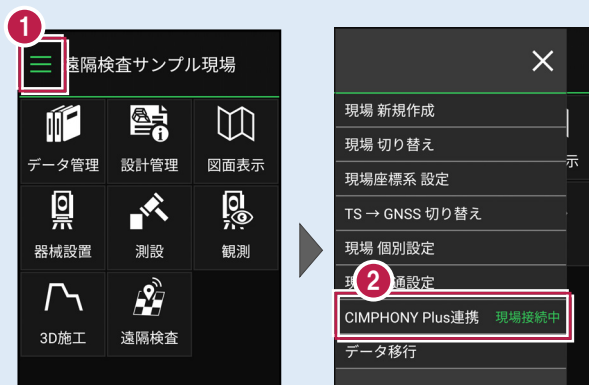 1
遠隔検査サンプル現場
データ管理
設計管理
図面表示
器械設置
測設
観測
3D施工
遠隔検査
現場 新規作成
現場 切り替え
現場座標系 設定
TS → GNSS 切り替え
現場 個別設定
2
通設定
CIMPHONY Plus連携 現場接続中
データ移行
示